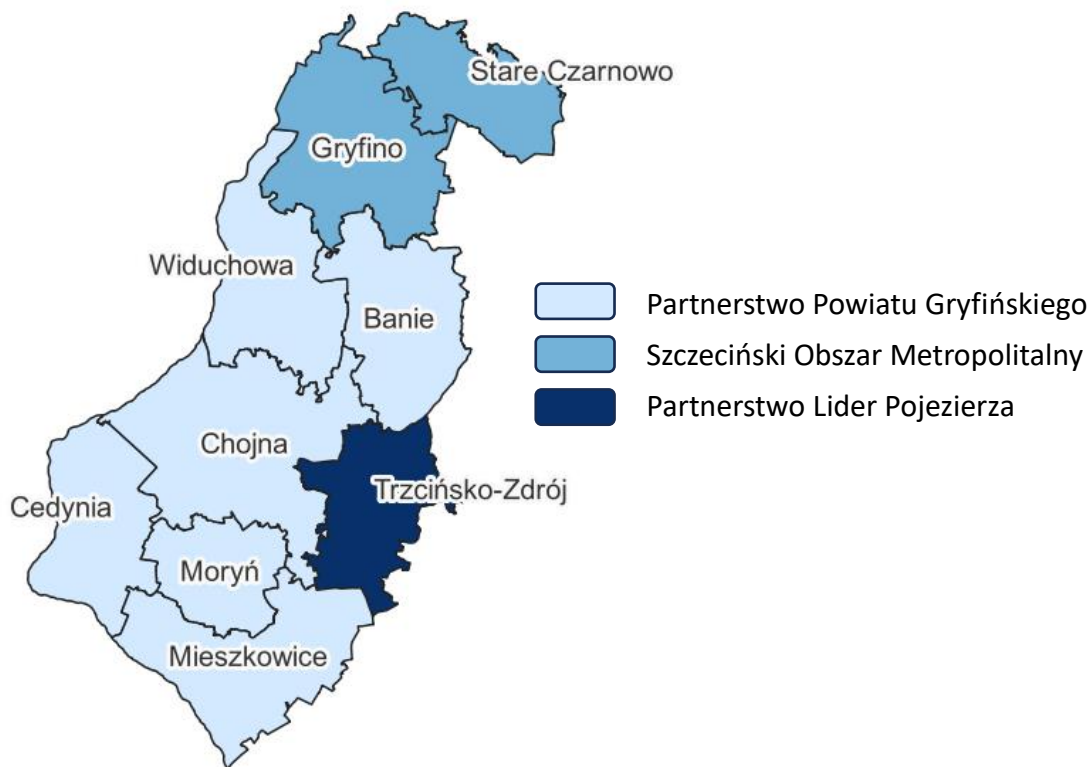 Stare Czarnowo
Gryfino
Widuchowa
Banie
Chojna
Trzcińsko-Zdrój
Cedynia
Moryń
Mieszkowice
Partnerstwo Powiatu Gryfińskiego
Szczeciński Obszar Metropolitalny
Partnerstwo Lider Pojezierza